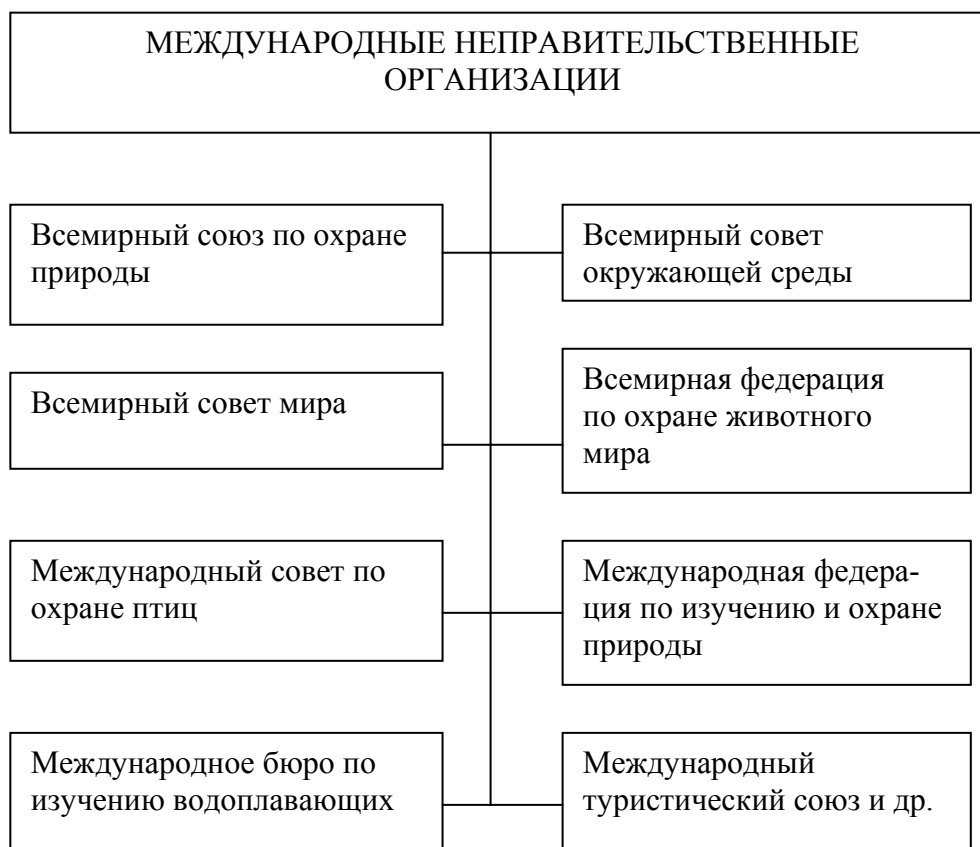 МЕЖДУНАРОДНЫЕ НЕПРАВИТЕЛЬСТВЕННЫЕ
ОРГАНИЗАЦИИ
Всемирный союз по охране
природы
Всемирный совет
окружающей среды
Всемирный совет мира
Всемирная федерация
по охране животного
мира
Международный совет по
охране птиц
Международная федера-
ция по изучению и охране
природы
Международное бюро по
изучению водоплавающих
Международный
туристический союз и др.